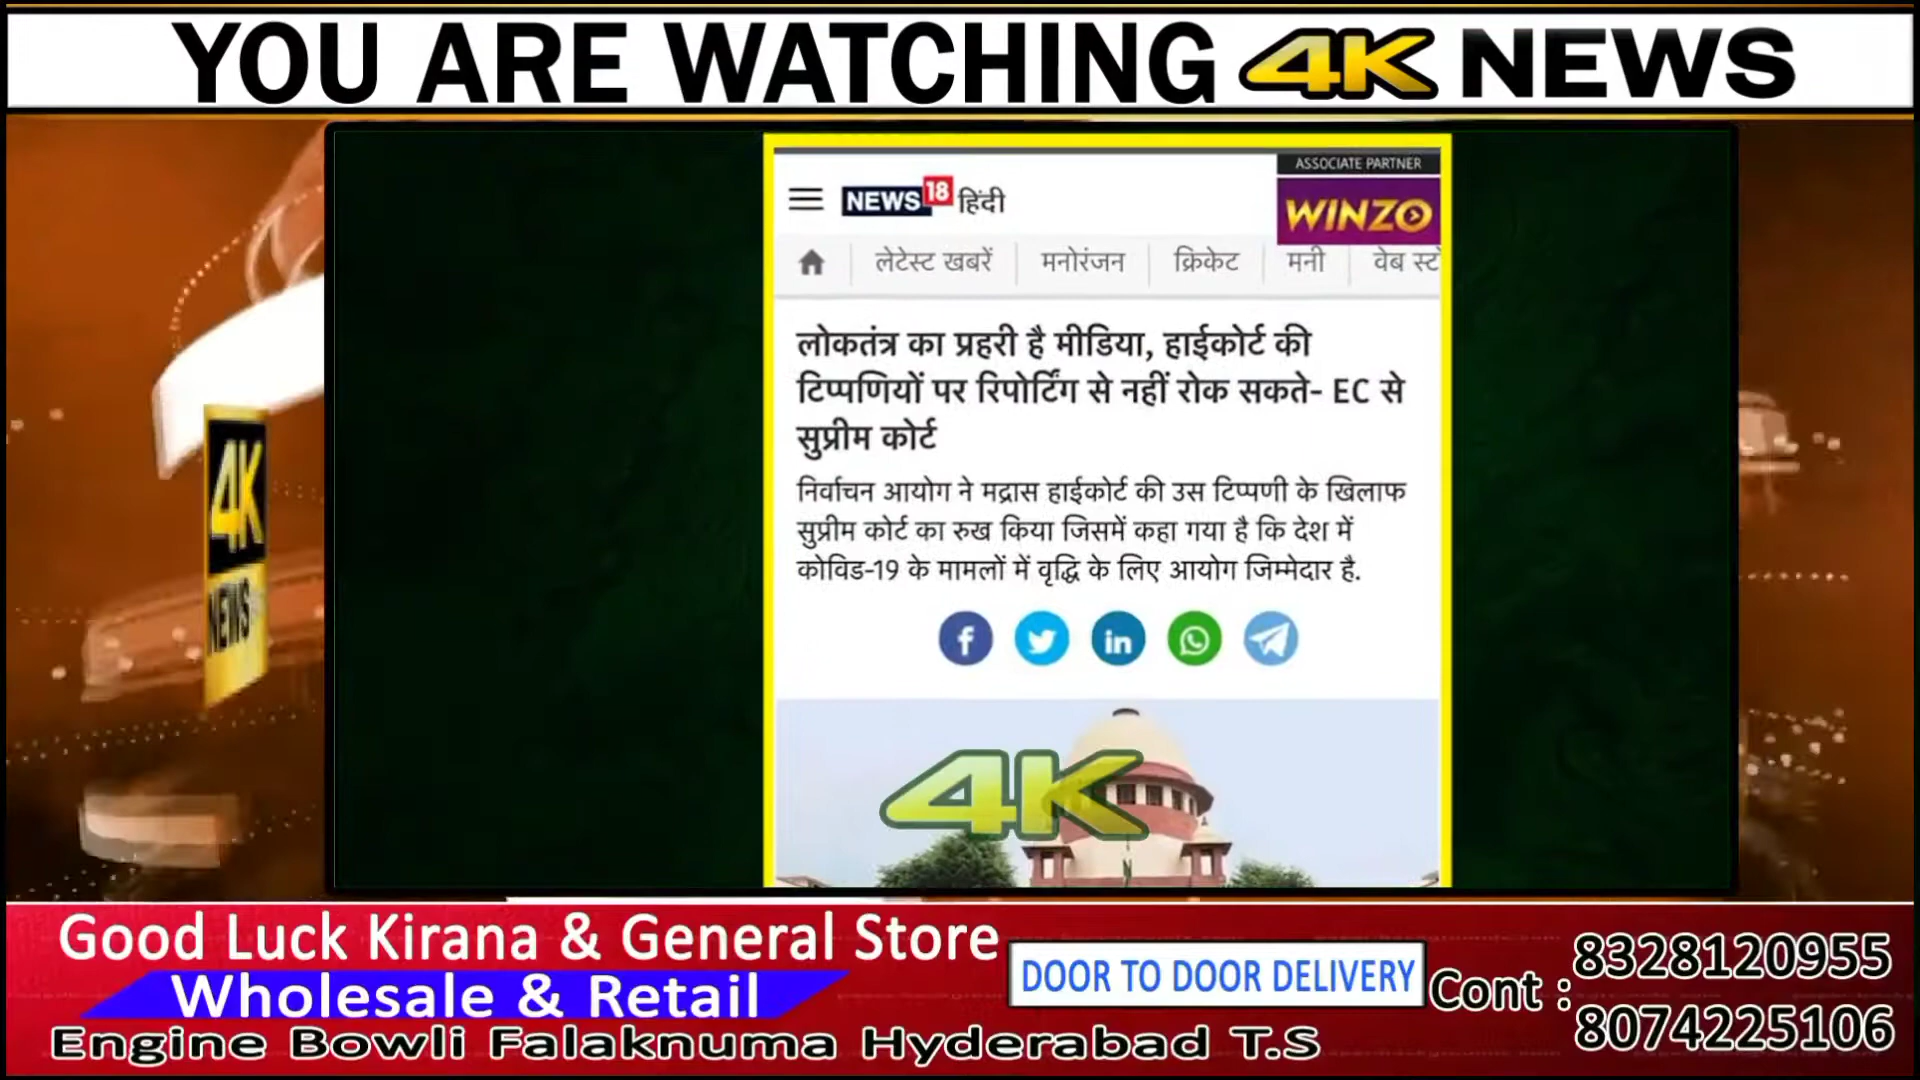 YOU ARE WATCHING 4K NEWS
ASSOCIATE PARTNER
NEWS 18 हिंदी
WINZO
लेटेस्ट खबरें मनोरंजन क्रिकेट मनी वेब स्टो
लोकतंत्र का प्रहरी है मीडिया, हाईकोर्ट की
टिप्पणियों पर रिपोर्टिंग से नहीं रोक सकते- EC से
सुप्रीम कोर्ट
निर्वाचन आयोग ने मद्रास हाईकोर्ट की उस टिप्पणी के खिलाफ
सुप्रीम कोर्ट का रुख किया जिसमें कहा गया है कि देश में
कोविड-19 के मामलों में वृद्धि के लिए आयोग जिम्मेदार है.
4K
NEWS
4K
Good Luck Kirana & General Store
Wholesale & Retail
Engine Bowli Falaknuma Hyderabad T.S
DOOR TO DOOR DELIVERY
Cont :
8328120955
8074225106